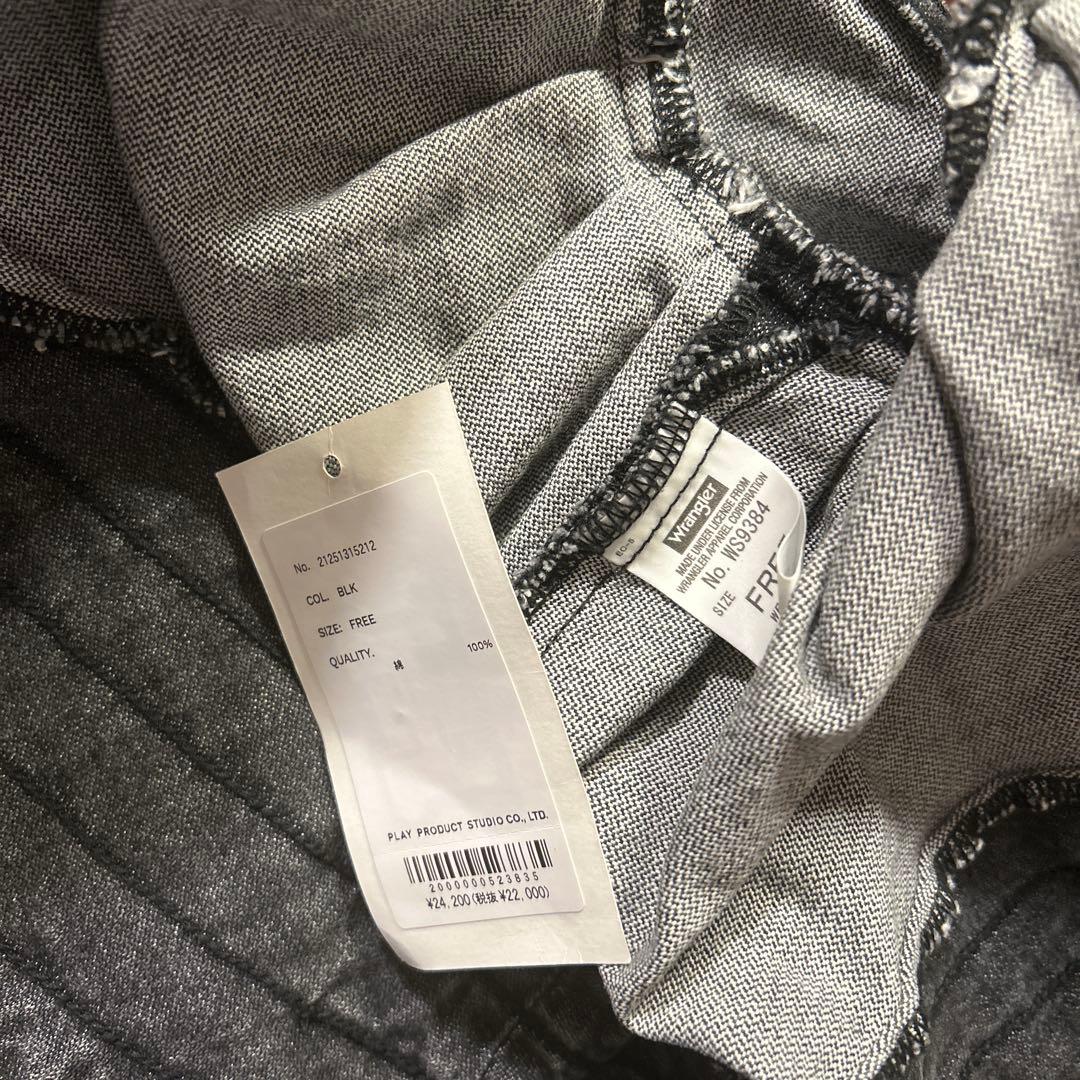 No. 21251315212
COL. BLK
SIZE: FREE
QUALITY.
綿 100%
PLAY PRODUCT STUDIO CO., LTD.
2000000523835
¥24,200(税抜¥22,000)
Wrangler
MADE UNDER LICENSE FROM
WRANGLER APPAREL CORPORATION
No. WS9384
SIZE